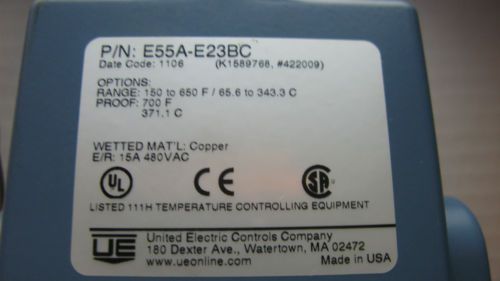 P/N: E55A-E23BC
Date Code: 1106 (K1589768, #422009)
OPTIONS:
RANGE: 150 to 650 F / 65.6 to 343.3 C
PROOF: 700 F
371.1 C
WETTED MAT'L: Copper
E/R: 15A 480VAC
UL CE SA
LISTED 111H TEMPERATURE CONTROLLING EQUIPMENT
UE United Electric Controls Company
180 Dexter Ave., Watertown, MA 02472
www.ueonline.com Made in USA